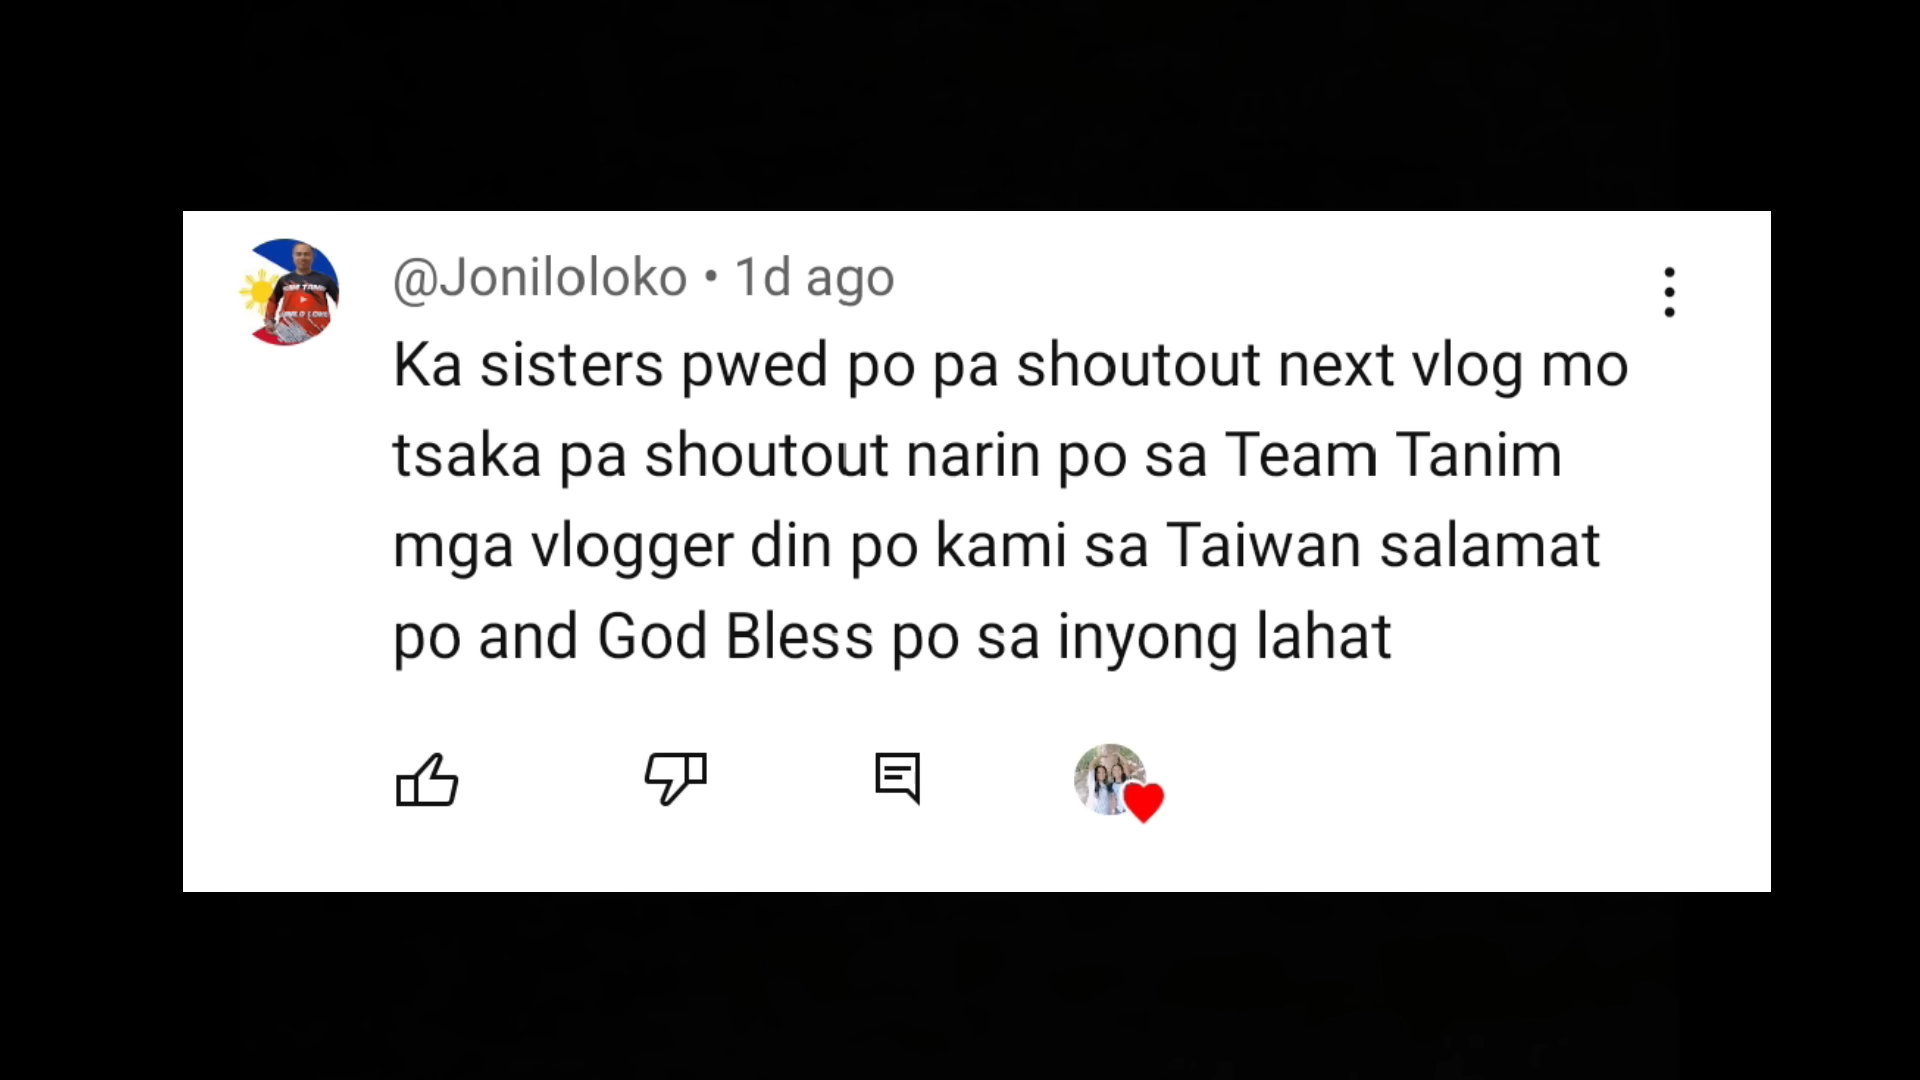 @Joniloloko • 1d ago
Ka sisters pwed po pa shoutout next vlog mo
tsaka pa shoutout narin po sa Team Tanim
mga vlogger din po kami sa Taiwan salamat
po and God Bless po sa inyong lahat